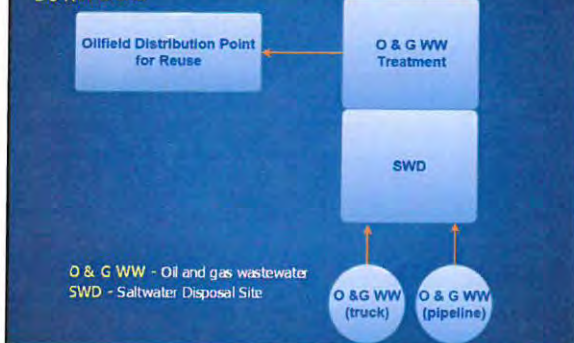 Oilfield Distribution Point
for Reuse
O & G WW
Treatment
SWD
O & G WW - Oil and gas wastewater
SWD - Saltwater Disposal Site
O &G WW
(truck)
O & G WW
(pipeline)